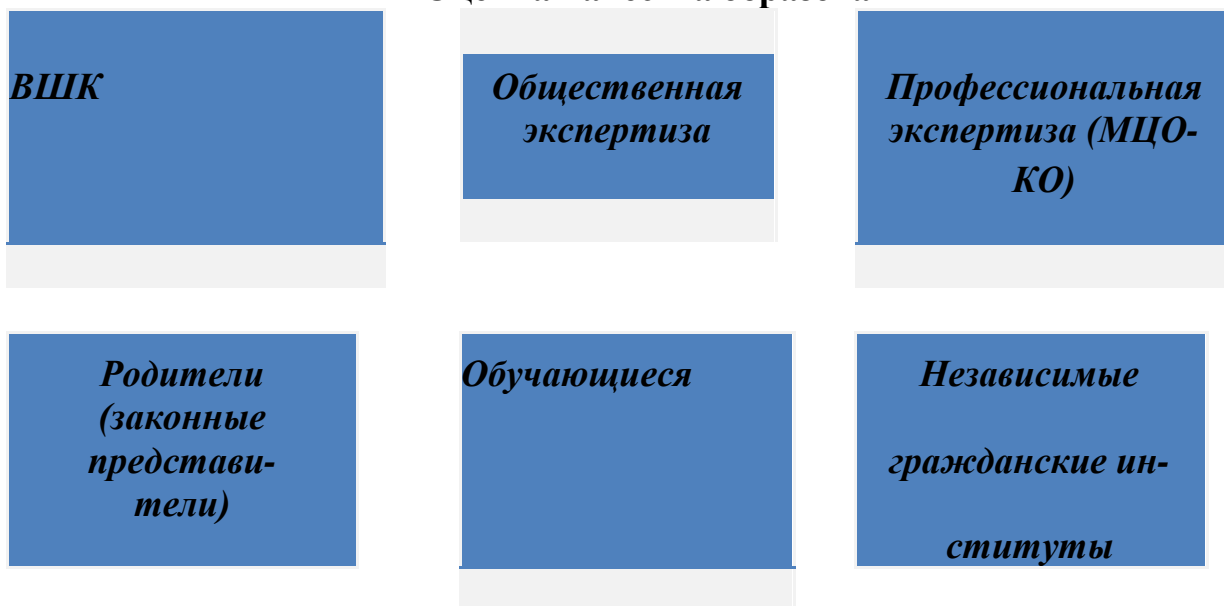 ВШК
Общественная
экспертиза
Профессиональная
экспертиза (МЦО-
КО)
Родители
(законные
представи-
тели)
Обучающиеся
Независимые
гражданские ин-
ституты